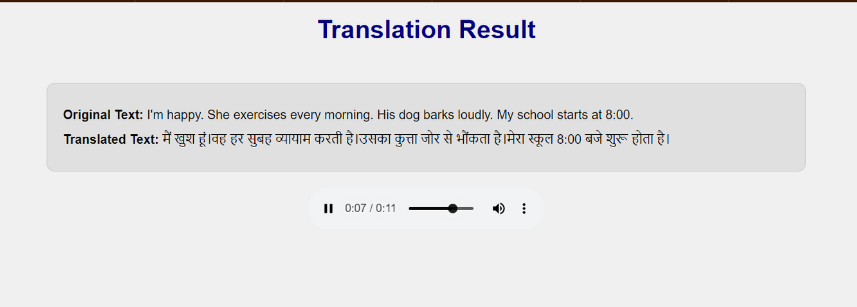 Translation Result
Original Text: I'm happy. She exercises every morning. His dog barks loudly. My school starts at 8:00.
Translated Text: मैं खुश हूं।वह हर सुबह व्यायाम करती है।उसका कुत्ता जोर से भौंकता है।मेरा स्कूल 8:00 बजे शुरू होता है।
0:07 / 0:11